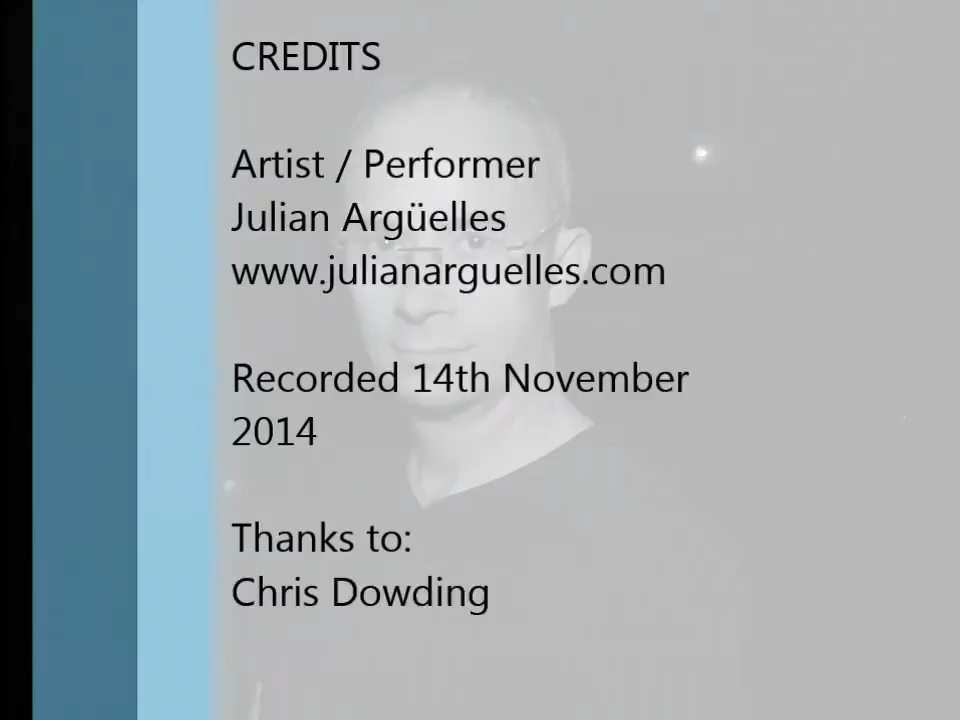 CREDITS
Artist / Performer
Julian Argüelles
www.julianarguelles.com
Recorded 14th November
2014
Thanks to:
Chris Dowding